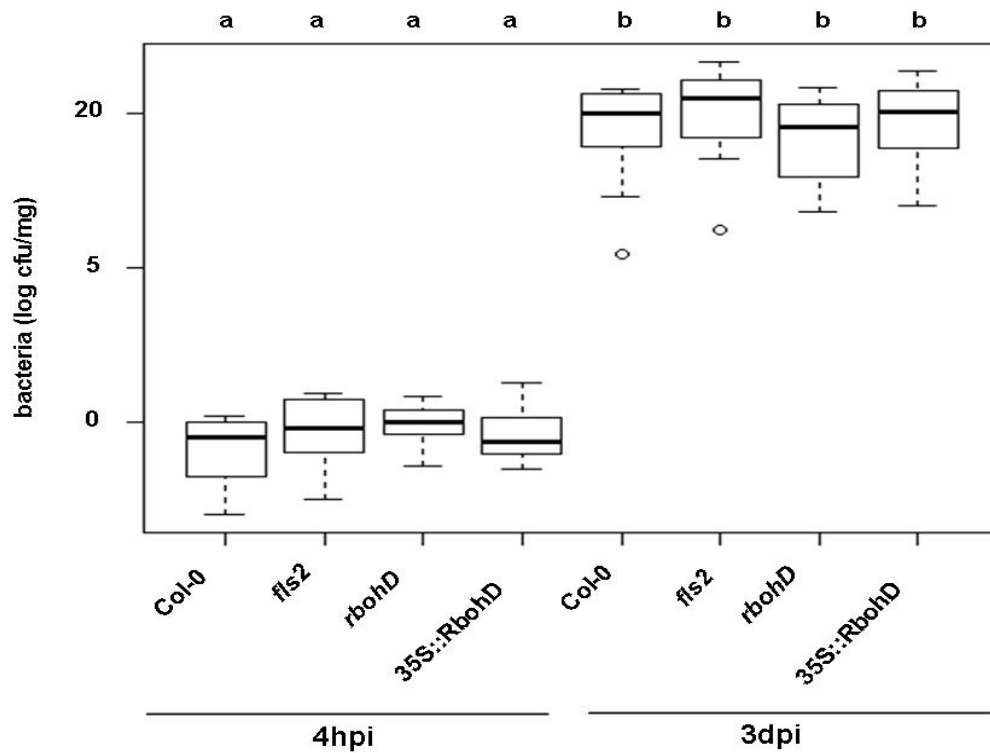 a a a a b b b b
20
5
0
bacteria (log cfu/mg)
Col-0 fls2 rbohD 35S::RbohD Col-0 fls2 rbohD 35S::RbohD
4hpi 3dpi